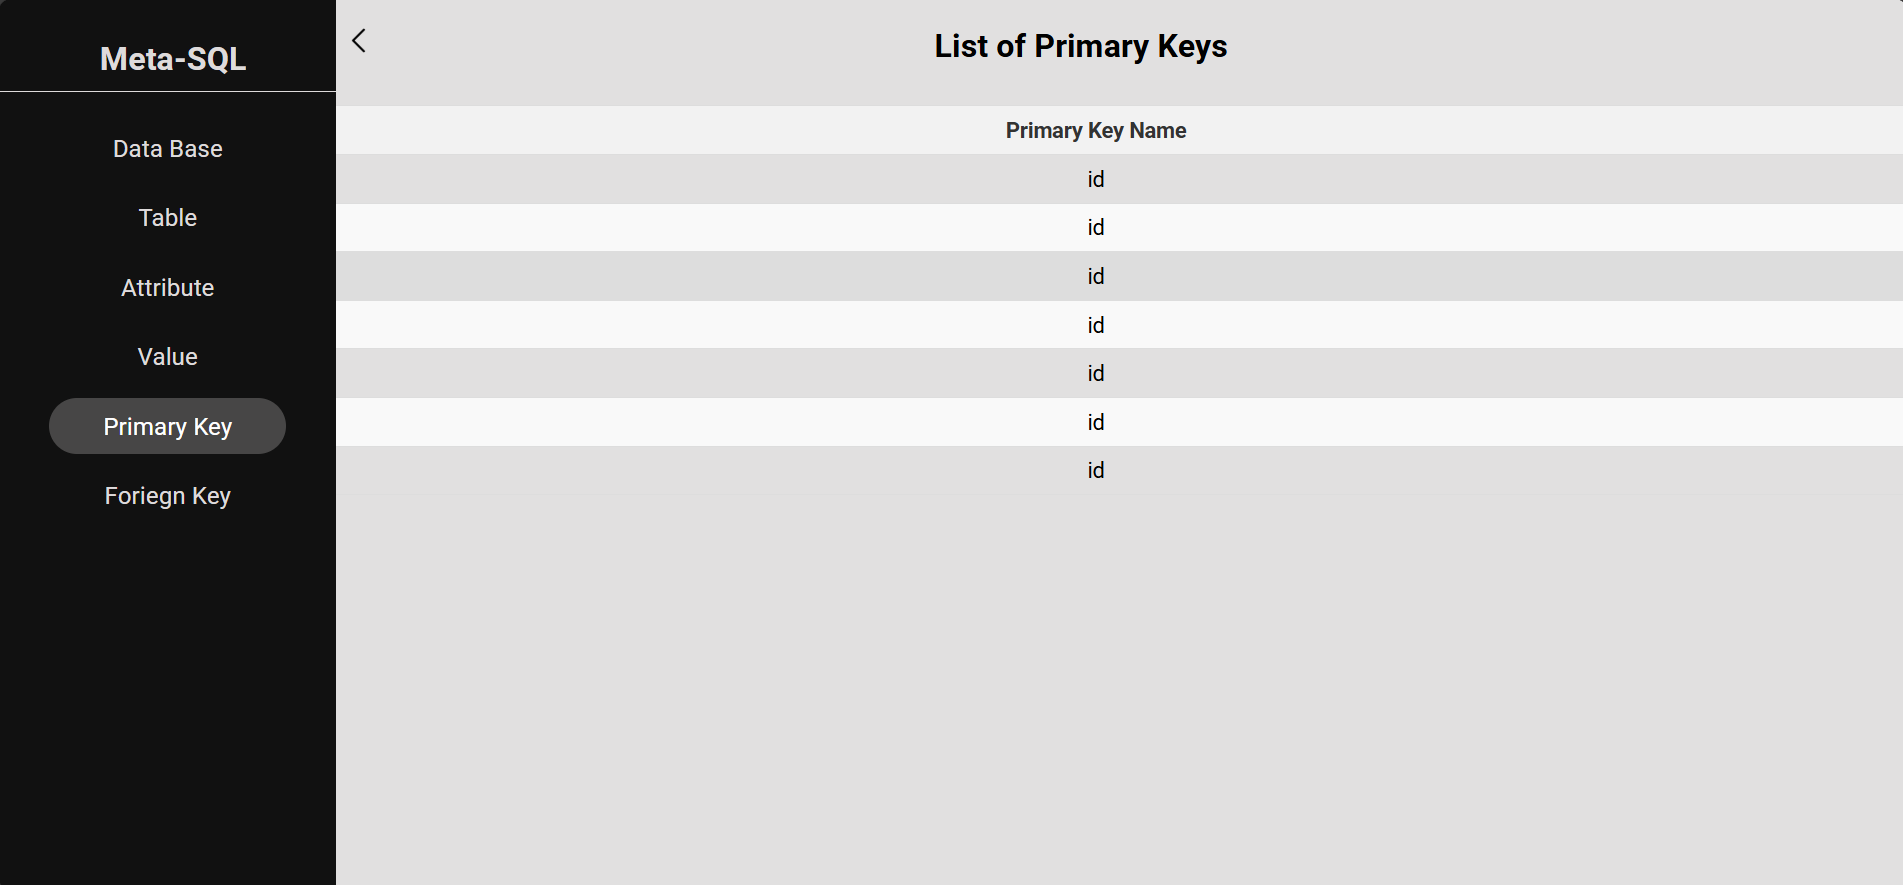 Meta-SQL
Data Base
Table
Attribute
Value
Primary Key
Foriegn Key
List of Primary Keys
Primary Key Name
id
id
id
id
id
id
id